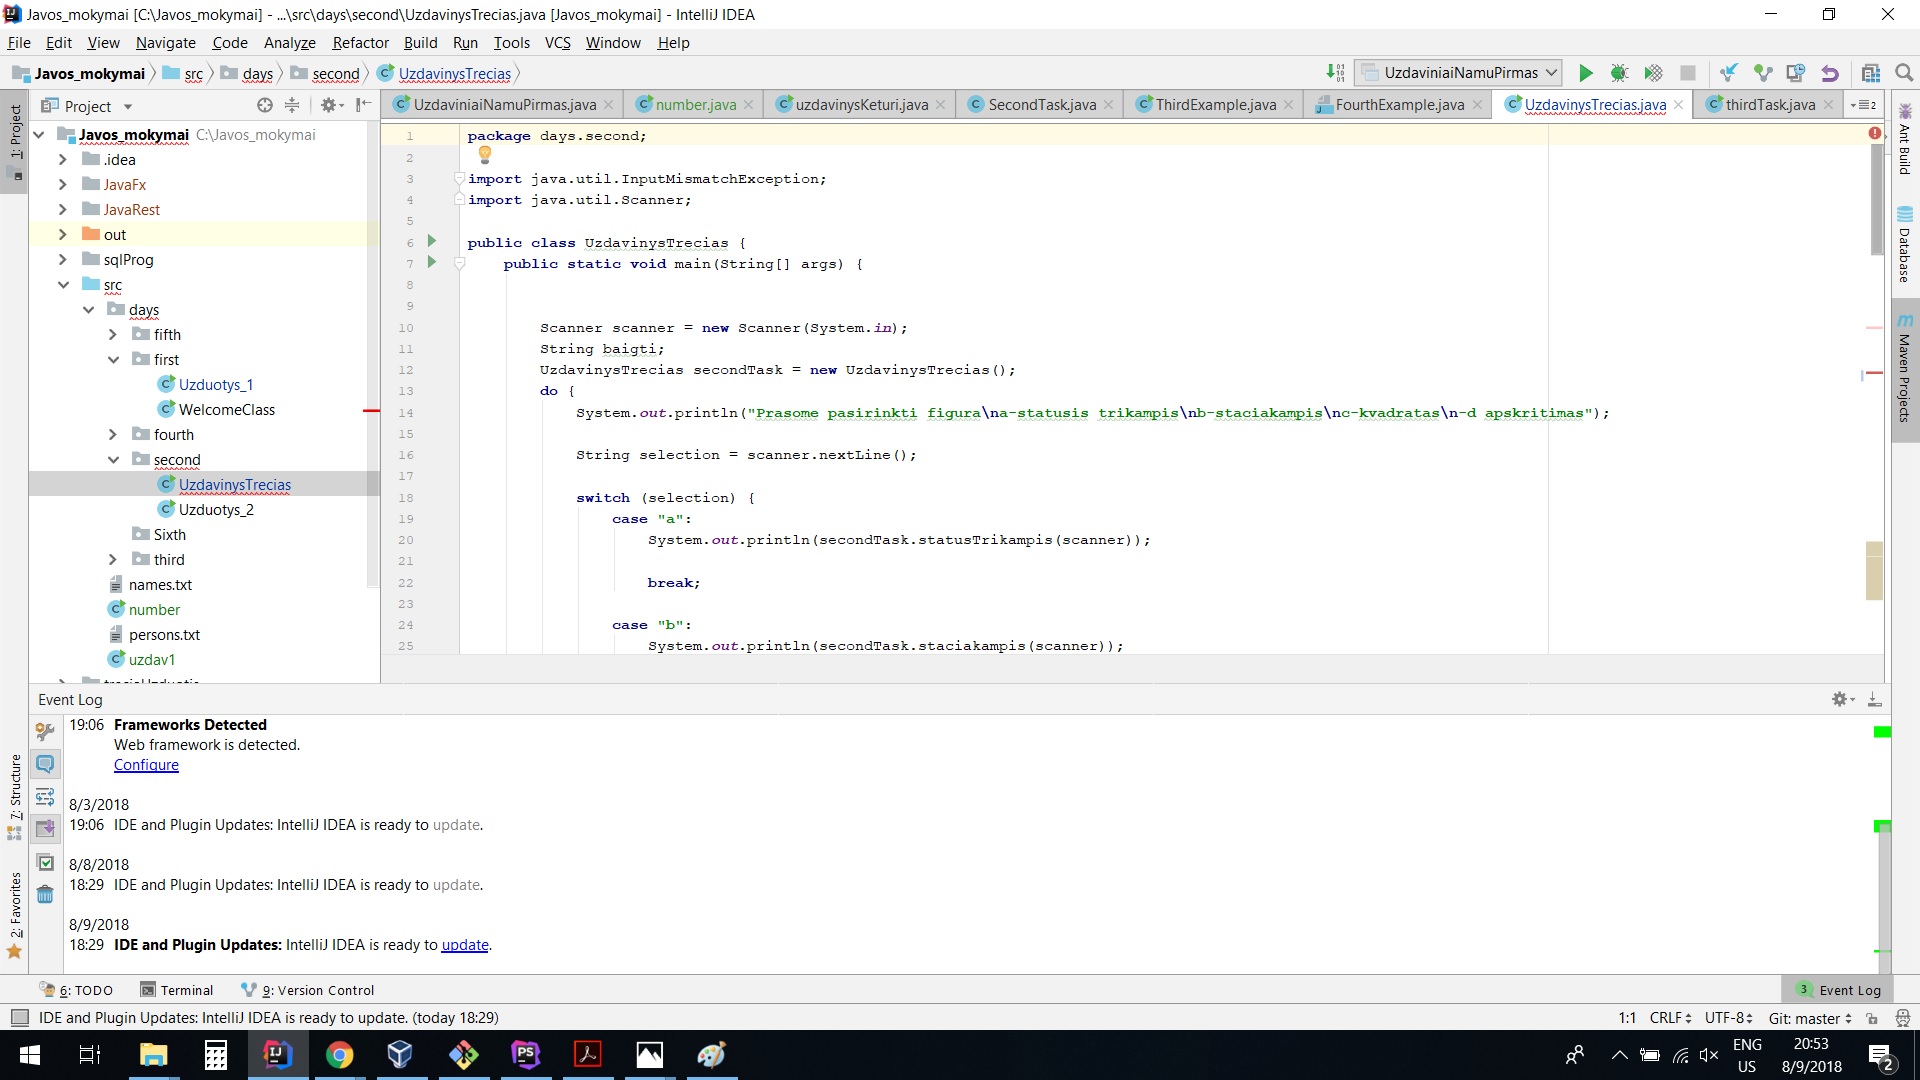 Javos_mokymai [C:\Javos_mokymai] - ...\src\days\second\UzdavinysTrecias.java [Javos_mokymai] - IntelliJ IDEA
File Edit View Navigate Code Analyze Refactor Build Run Tools VCS Window Help
Javos_mokymai src days second UzdavinysTrecias UzdaviniaiNamuPirmas
Project
UzdaviniaiNamuPirmas.java number.java uzdavinysKeturi.java SecondTask.java ThirdExample.java FourthExample.java UzdavinysTrecias.java thirdTask.java 2
1: Project
Javos_mokymai C:\Javos_mokymai
.idea
JavaFx
JavaRest
out
sqlProg
src
days
fifth
first
Uzduotys_1
WelcomeClass
fourth
second
UzdavinysTrecias
Uzduotys_2
Sixth
third
names.txt
number
persons.txt
uzdav1
1 package days.second;
2
3 import java.util.InputMismatchException;
4 import java.util.Scanner;
5
6 public class UzdavinysTrecias {
7 public static void main(String[] args) {
8
9
10 Scanner scanner = new Scanner(System.in);
11 String baigti;
12 UzdavinysTrecias secondTask = new UzdavinysTrecias();
13 do {
14 System.out.println("Prasome pasirinkti figura\na-statusis trikampis\nb-staciakampis\nc-kvadratas\n-d apskritimas");
15
16 String selection = scanner.nextLine();
17
18 switch (selection) {
19 case "a":
20 System.out.println(secondTask.statusTrikampis(scanner));
21
22 break;
23
24 case "b":
25 System.out.println(secondTask.staciakampis(scanner));
Ant Build
Database
Maven Projects
7: Structure
2: Favorites
Event Log
19:06 Frameworks Detected
Web framework is detected.
Configure
8/3/2018
19:06 IDE and Plugin Updates: IntelliJ IDEA is ready to update.
8/8/2018
18:29 IDE and Plugin Updates: IntelliJ IDEA is ready to update.
8/9/2018
18:29 IDE and Plugin Updates: IntelliJ IDEA is ready to update.
6: TODO Terminal 9: Version Control 3 Event Log
IDE and Plugin Updates: IntelliJ IDEA is ready to update. (today 18:29) 1:1 CRLF UTF-8 Git: master
ENG
US
20:53
8/9/2018
2